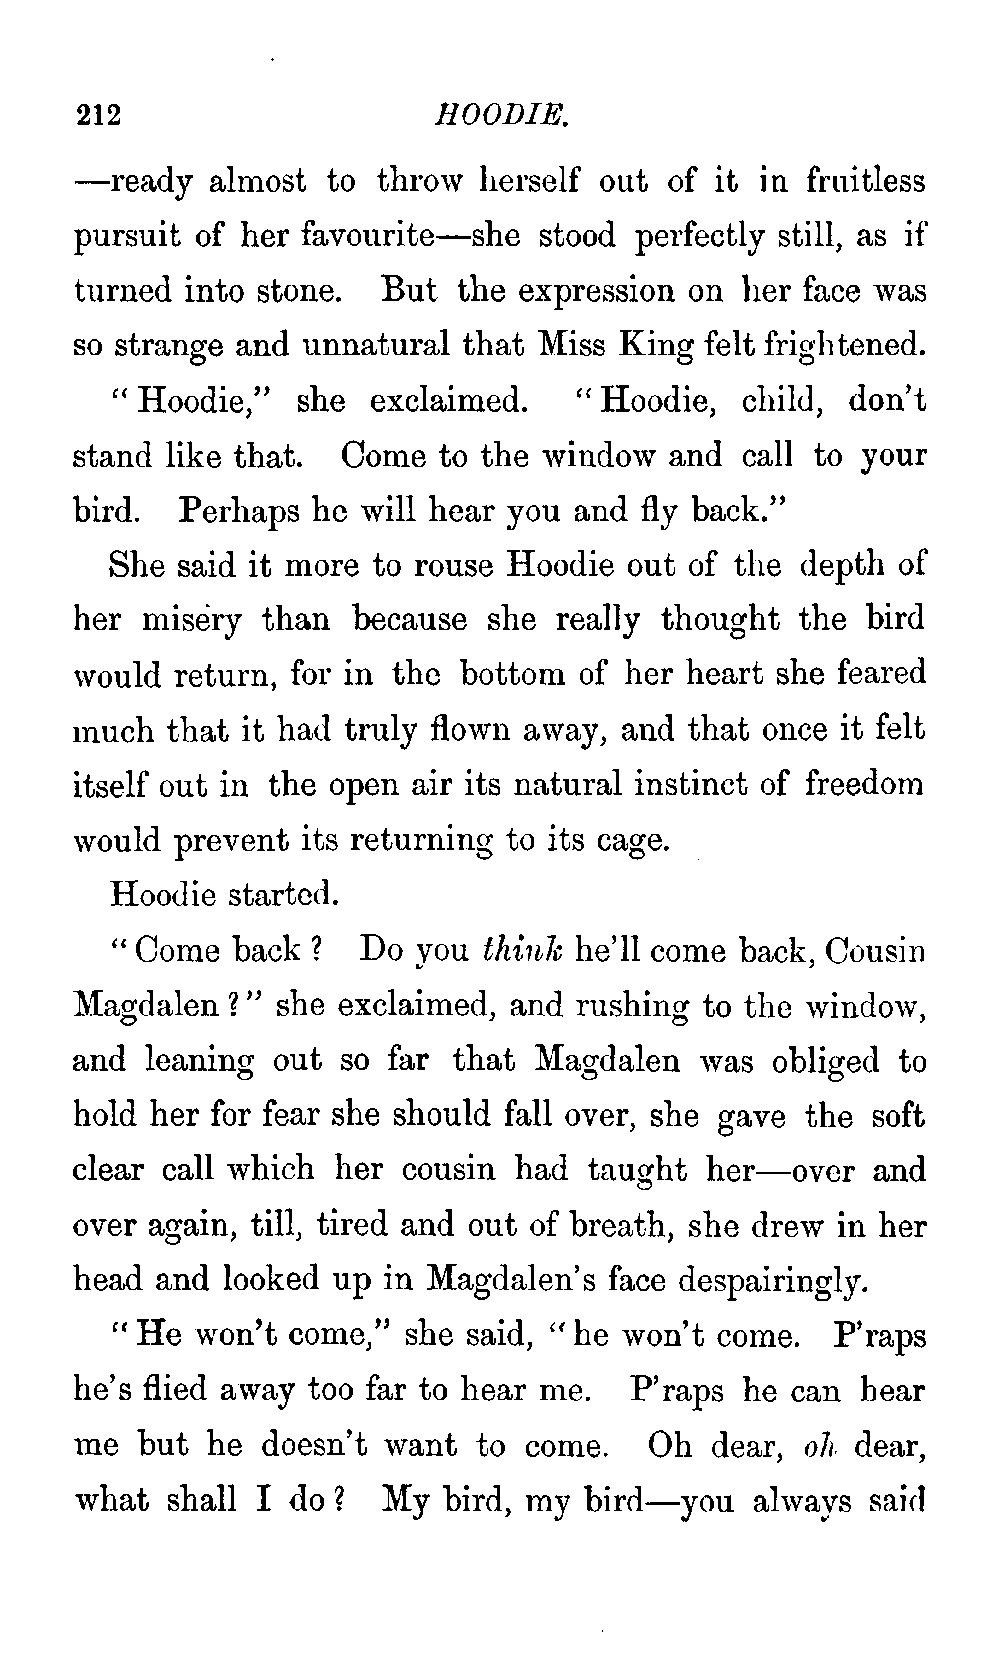 212 HOODIE.
—ready almost to throw herself out of it in fruitless
pursuit of her favourite—she stood perfectly still, as if
turned into stone. But the expression on her face was
so strange and unnatural that Miss King felt frightened.
“Hoodie,” she exclaimed. “Hoodie, child, don’t
stand like that. Come to the window and call to your
bird. Perhaps he will hear you and fly back.”
She said it more to rouse Hoodie out of the depth of
her misery than because she really thought the bird
would return, for in the bottom of her heart she feared
much that it had truly flown away, and that once it felt
itself out in the open air its natural instinct of freedom
would prevent its returning to its cage.
Hoodie started.
“Come back? Do you think he’ll come back, Cousin
Magdalen?” she exclaimed, and rushing to the window,
and leaning out so far that Magdalen was obliged to
hold her for fear she should fall over, she gave the soft
clear call which her cousin had taught her—over and
over again, till, tired and out of breath, she drew in her
head and looked up in Magdalen’s face despairingly.
“He won’t come,” she said, “he won’t come. P’raps
he’s flied away too far to hear me. P’raps he can hear
me but he doesn’t want to come. Oh dear, oh dear,
what shall I do? My bird, my bird—you always said